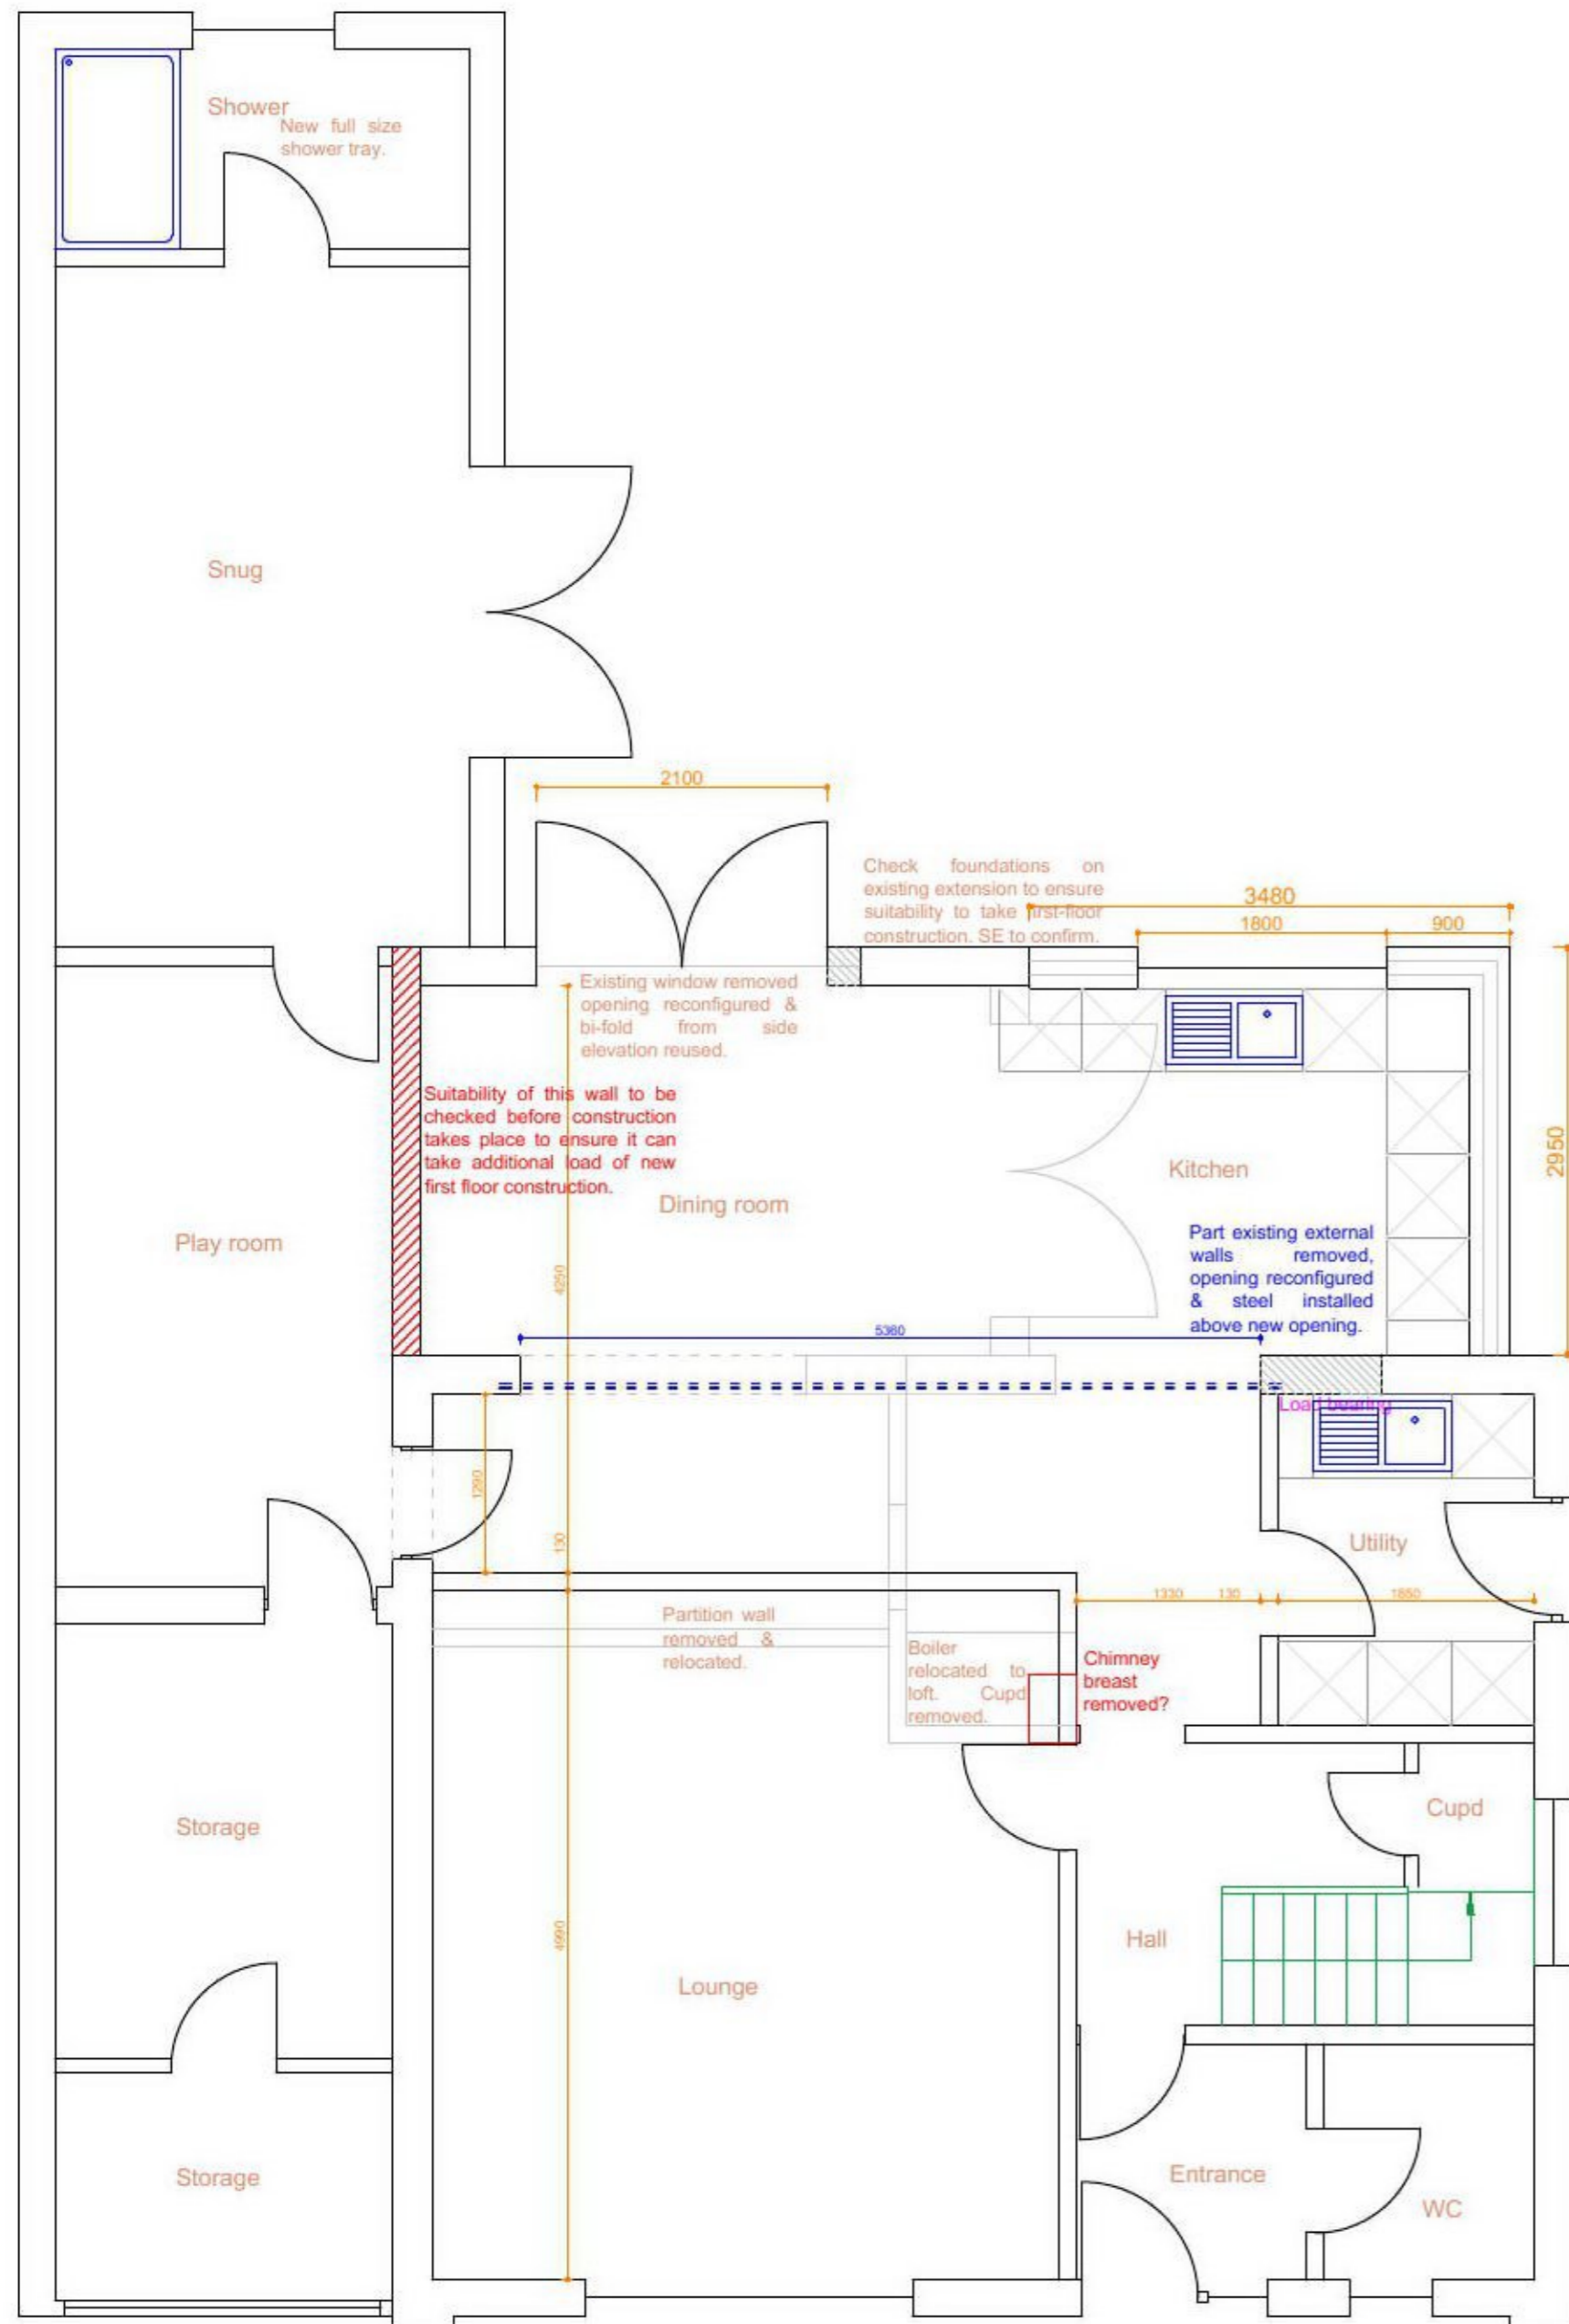 Shower
New full size
shower tray.
Snug
2100
Check foundations on
existing extension to ensure
suitability to take first-floor
construction. SE to confirm.
3480
1800
900
Existing window removed
opening reconfigured &
bi-fold from side
elevation reused.
Suitability of this wall to be
checked before construction
takes place to ensure it can
take additional load of new
first floor construction.
2950
Kitchen
Dining room
Play room
Part existing external
walls removed,
opening reconfigured
& steel installed
above new opening.
4250
5360
Load bearing
1290
130
Utility
1330
130
1850
Partition wall
removed &
relocated.
Boiler
relocated to
loft. Cupd
removed.
Chimney
breast
removed?
Storage
Cupd
4990
Hall
Lounge
Storage
Entrance
WC